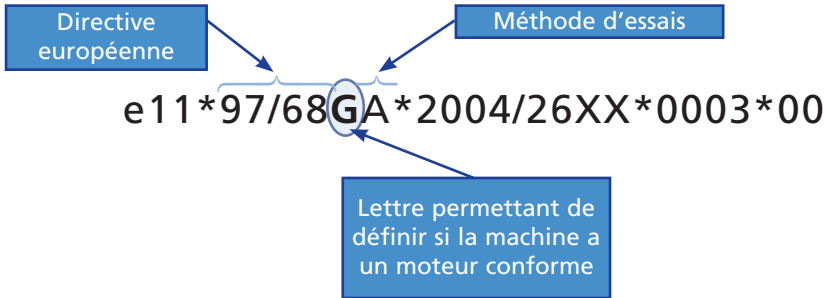 Directive
européenne
Méthode d'essais
e11*97/68GA*2004/26XX*0003*00
Lettre permettant de
définir si la machine a
un moteur conforme